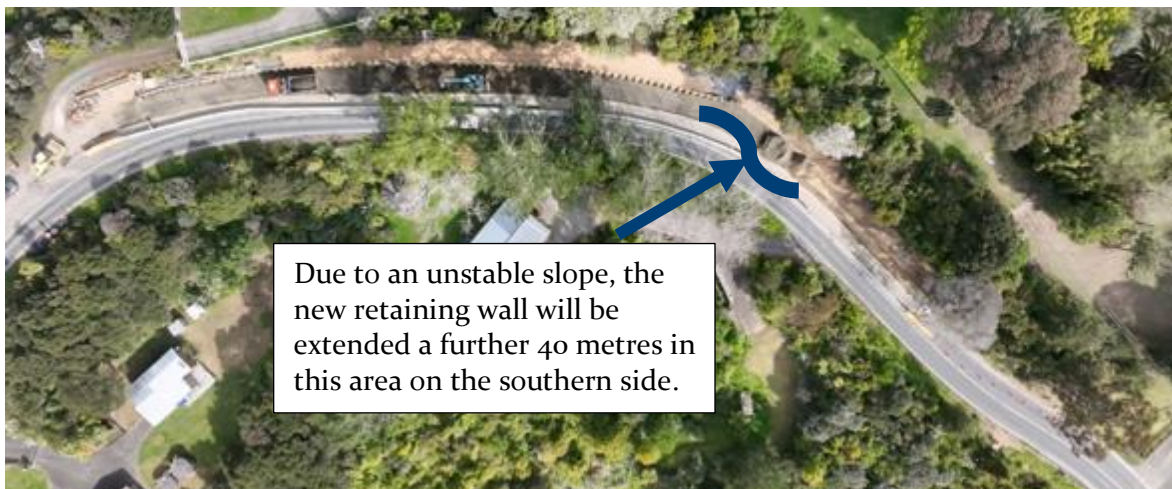 Due to an unstable slope, the
new retaining wall will be
extended a further 40 metres in
this area on the southern side.